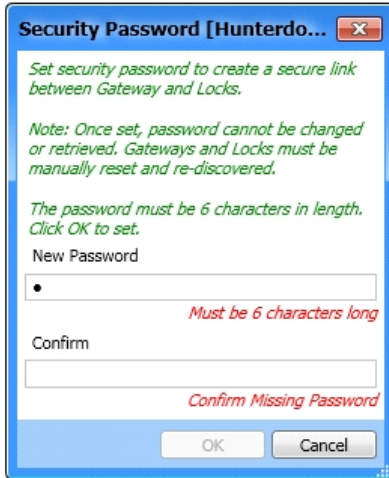 Security Password [Hunterdo...
Set security password to create a secure link
between Gateway and Locks.
Note: Once set, password cannot be changed
or retrieved. Gateways and Locks must be
manually reset and re-discovered.
The password must be 6 characters in length.
Click OK to set.
New Password
●
Must be 6 characters long
Confirm
Confirm Missing Password
OK
Cancel